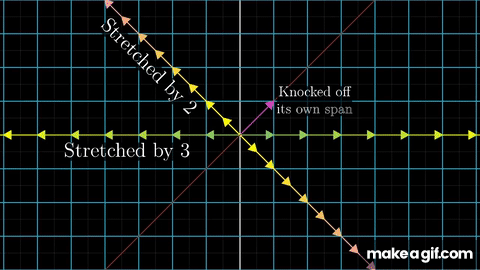 Stretched by 2
Knocked off
its own span
Stretched by 3
makeagif.com